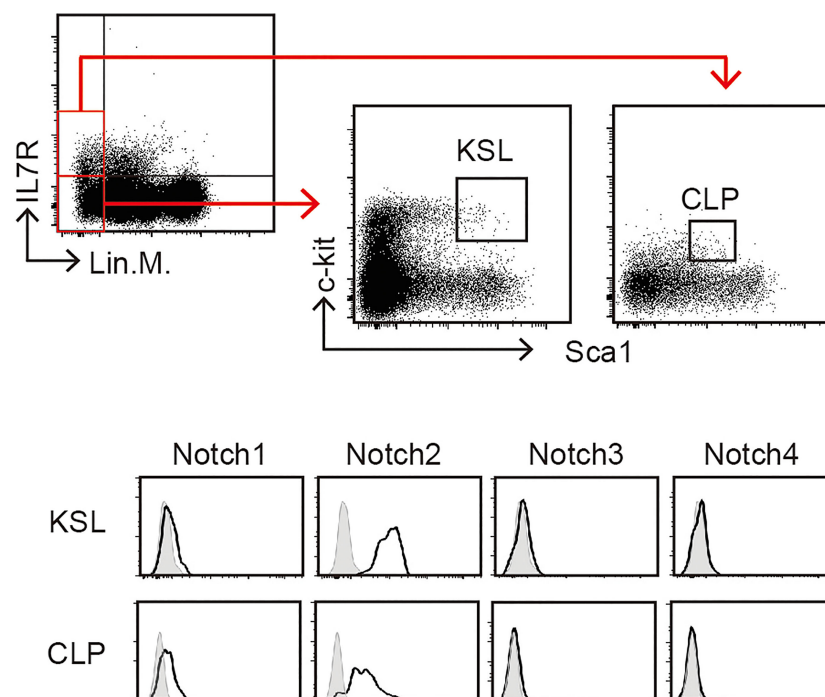 IL7R
Lin.M.
KSL
CLP
c-kit
Sca1
Notch1 Notch2 Notch3 Notch4
KSL
CLP